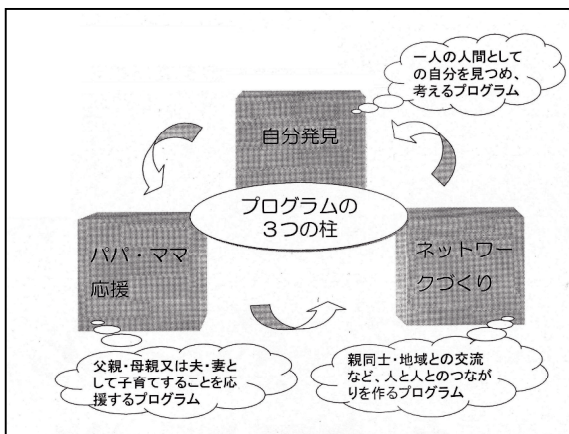 一人の人間として
の自分を見つめ、
考えるプログラム
自分発見
プログラムの
3つの柱
パパ・ママ
応援
ネットワー
クづくり
父親・母親又は夫・妻と
して子育てすることを応
援するプログラム
親同士・地域との交流
など、人と人とのつなが
りを作るプログラム